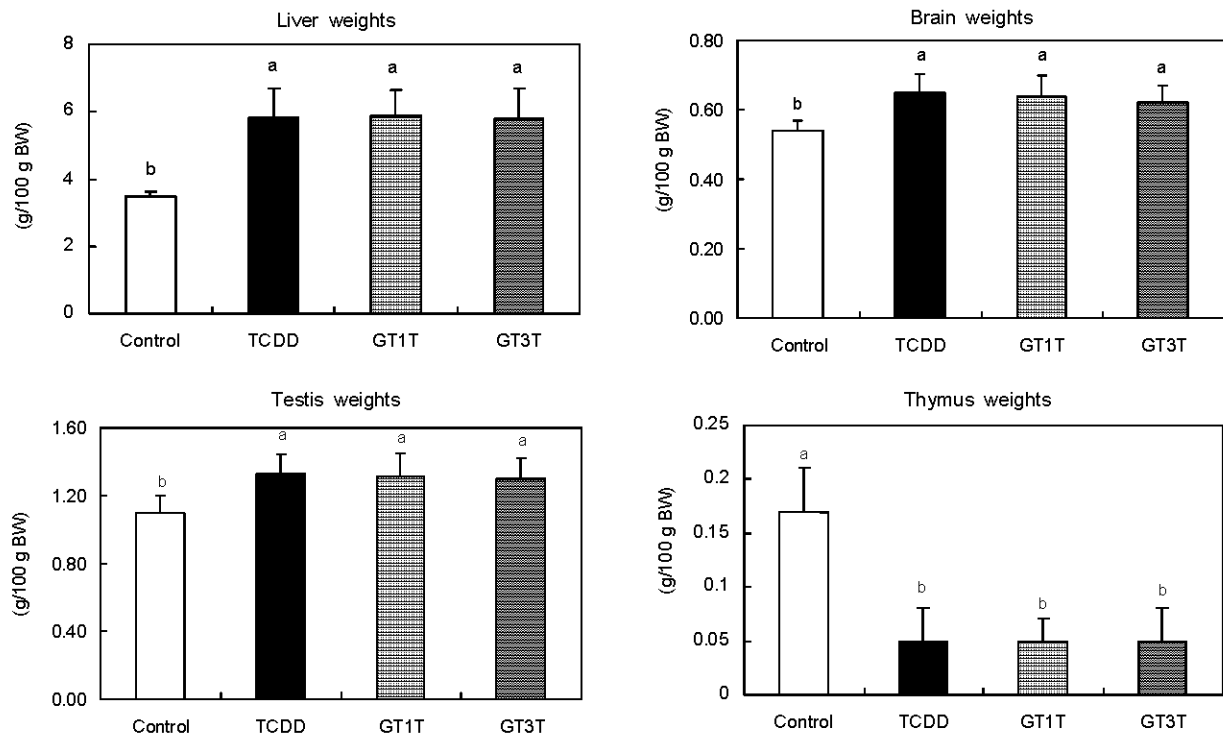 Liver weights
8
6
4
2
0
(g/100 g BW)
b
a
a
a
Control TCDD GT1T GT3T
Brain weights
0.80
0.60
0.40
0.20
0.00
(g/100 g BW)
b
a
a
a
Control TCDD GT1T GT3T
Testis weights
1.60
1.20
0.80
0.40
0.00
(g/100 g BW)
b
a
a
a
Control TCDD GT1T GT3T
Thymus weights
0.25
0.2
0.15
0.1
0.05
0
(g/100 g BW)
a
b
b
b
Control TCDD GT1T GT3T